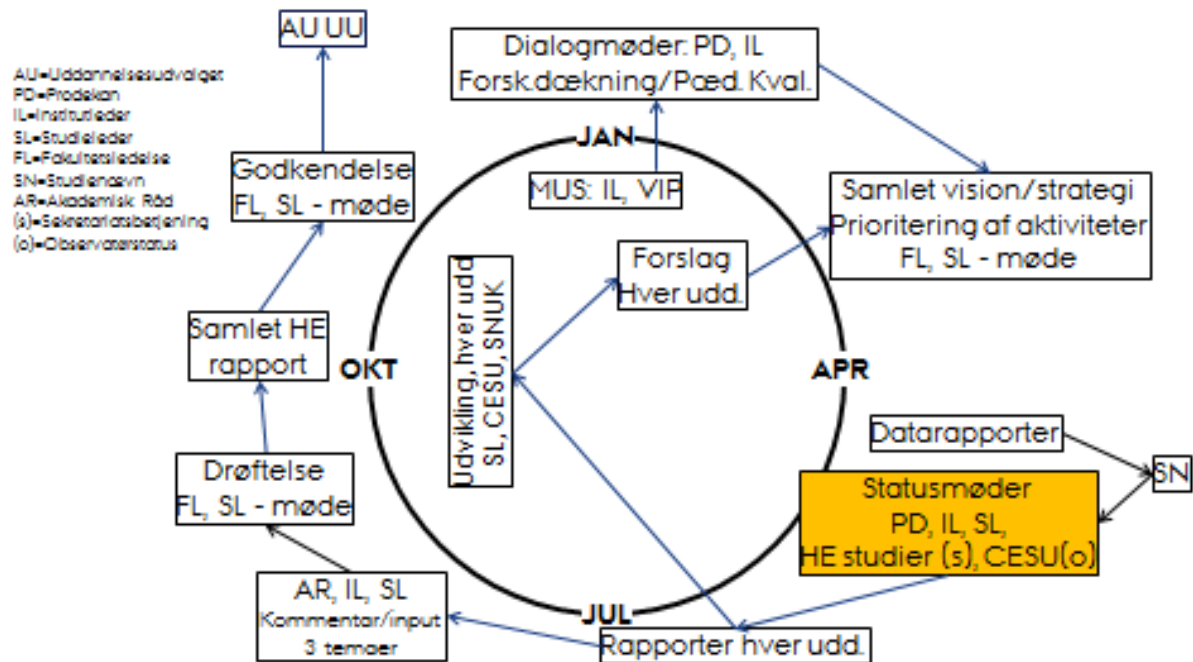 AU UU
AU=Uddannelsesudvalget
PD=Prodekan
IL=Institutleder
SL=Studieleder
FL=Fakultetsledelse
SN=Studienævn
AR=Akademisk Råd
(s)=Sekretariatsbetjening
(o)=Observatørstatus
Dialogmøder: PD, IL
Forsk.dækning/Pæd. Kval.
JAN
Godkendelse
FL, SL - møde
MUS: IL, VIP
Samlet vision/strategi
Prioritering af aktiviteter
FL, SL - møde
Forslag
Hver udd.
Udvikling, hver udd
SL, CESU, SNUK
Samlet HE
rapport
OKT
APR
Datarapporter
SN
Drøftelse
FL, SL - møde
Statusmøder
PD, IL, SL,
HE studier (s), CESU(o)
AR, IL, SL
Kommentar/input
3 temaer
JUL
Rapporter hver udd.